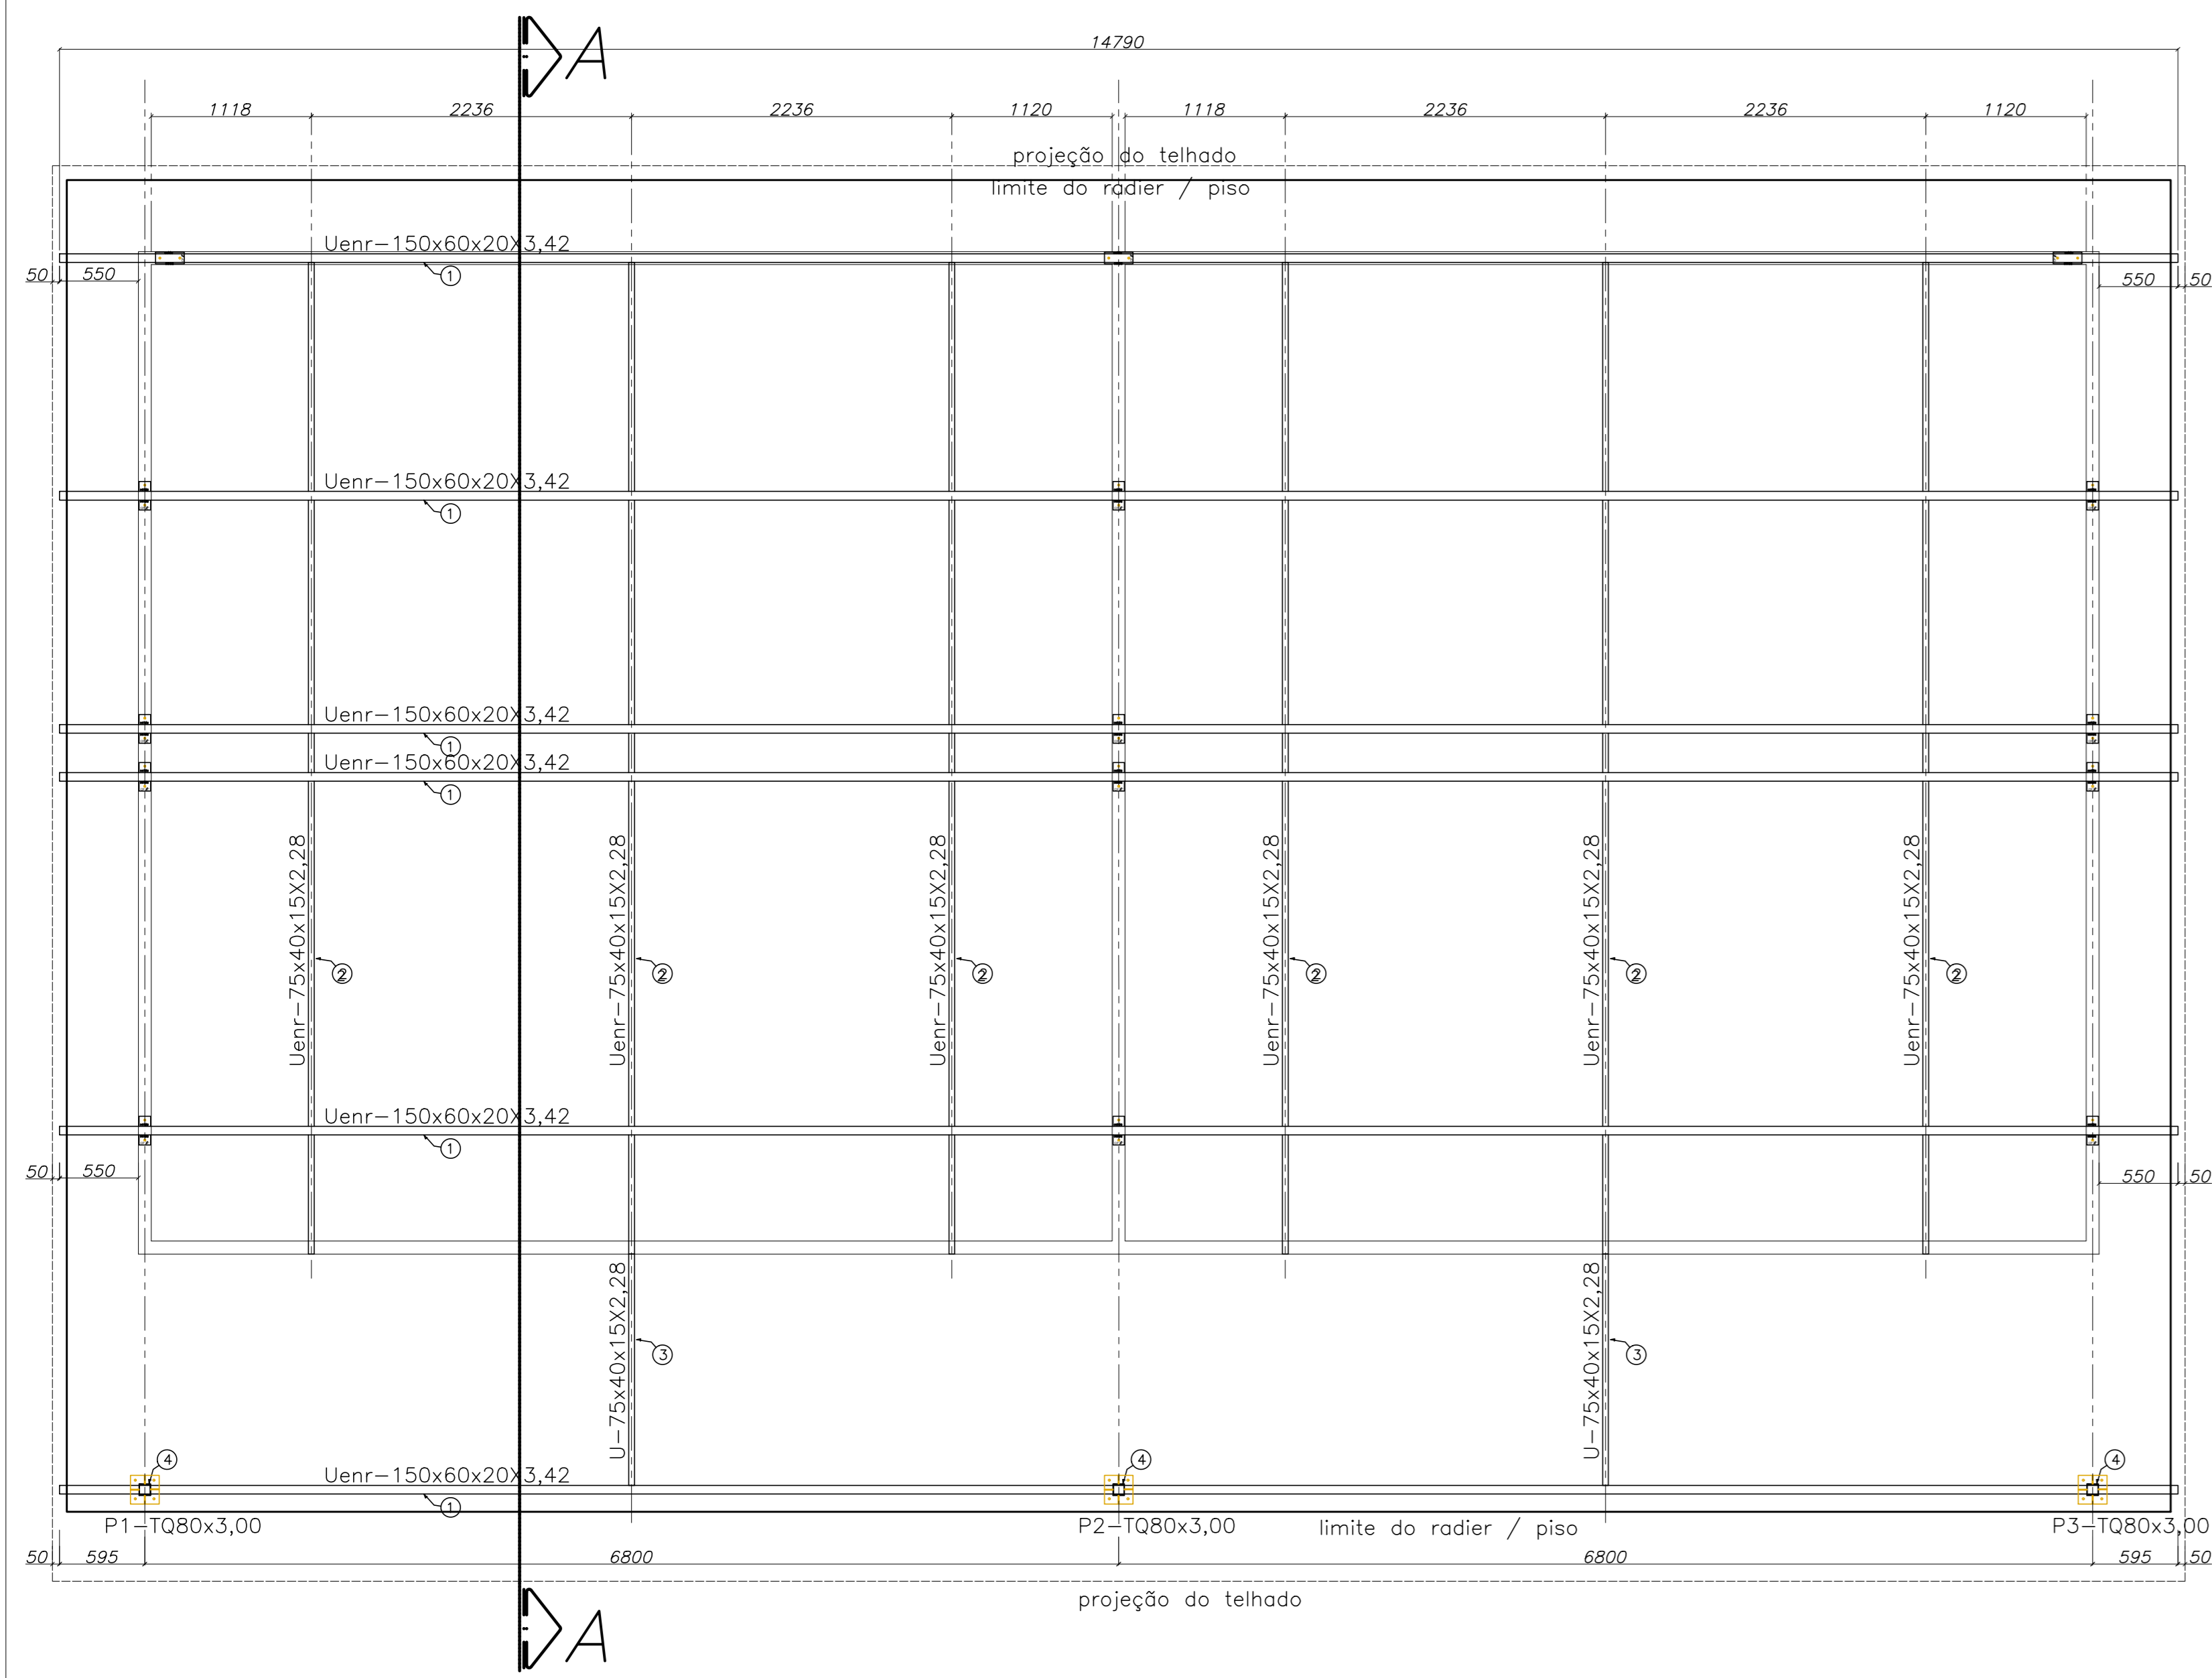 A
14790
1118 2236 2236 1120 1118 2236 2236 1120
projeção do telhado
limite do radier / piso
Uenr-150x60x20X3,42
50 550
1
550 50
Uenr-150x60x20X3,42
1
Uenr-150x60x20X3,42
1
Uenr-150x60x20X3,42
1
Uenr-75x40x15X2,28
Uenr-75x40x15X2,28
Uenr-75x40x15X2,28
Uenr-75x40x15X2,28
Uenr-75x40x15X2,28
Uenr-75x40x15X2,28
2 2 2 2 2 2
Uenr-150x60x20X3,42
1
50 550
550 50
U-75x40x15X2,28
U-75x40x15X2,28
3 3
4 4 4
Uenr-150x60x20X3,42
1
P1-TQ80x3,00 P2-TQ80x3,00 limite do radier / piso P3-TQ80x3,00
50 595 6800 6800 595 50
projeção do telhado
A